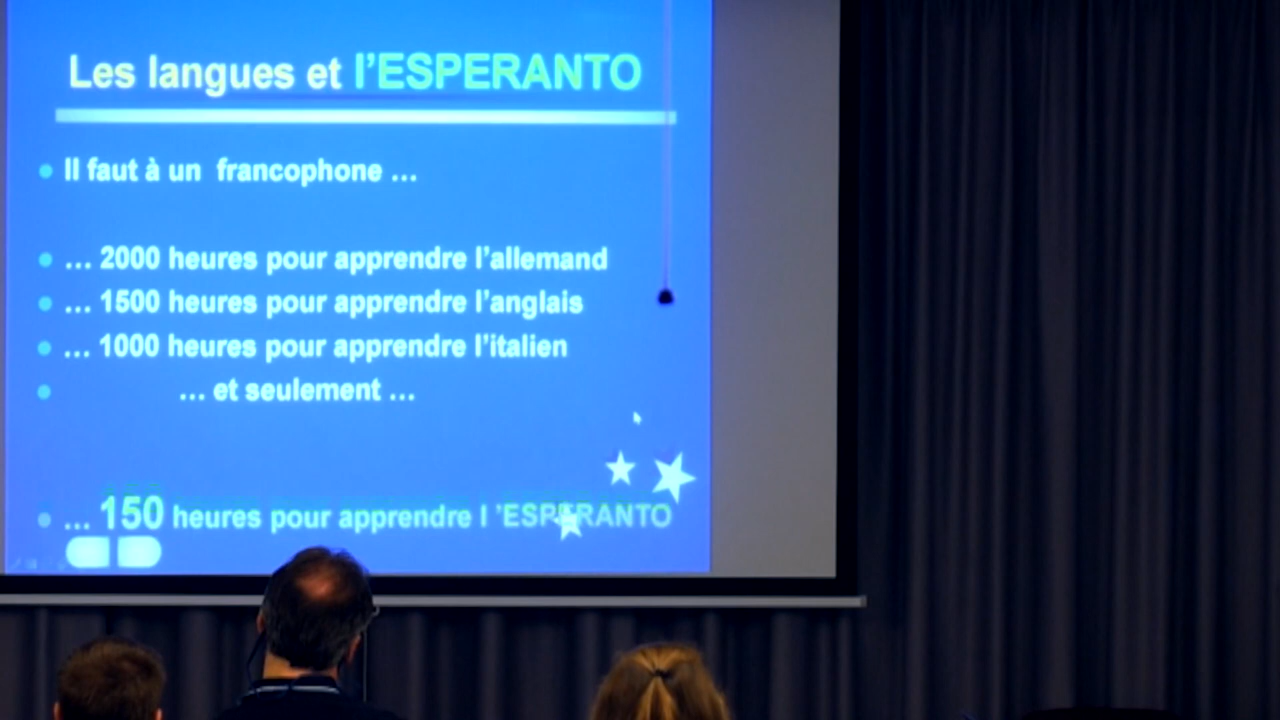 Les langues et l’ESPERANTO
Il faut à un francophone …
… 2000 heures pour apprendre l’allemand
… 1500 heures pour apprendre l’anglais
… 1000 heures pour apprendre l’italien
… et seulement …
… 150 heures pour apprendre l ’ESPERANTO